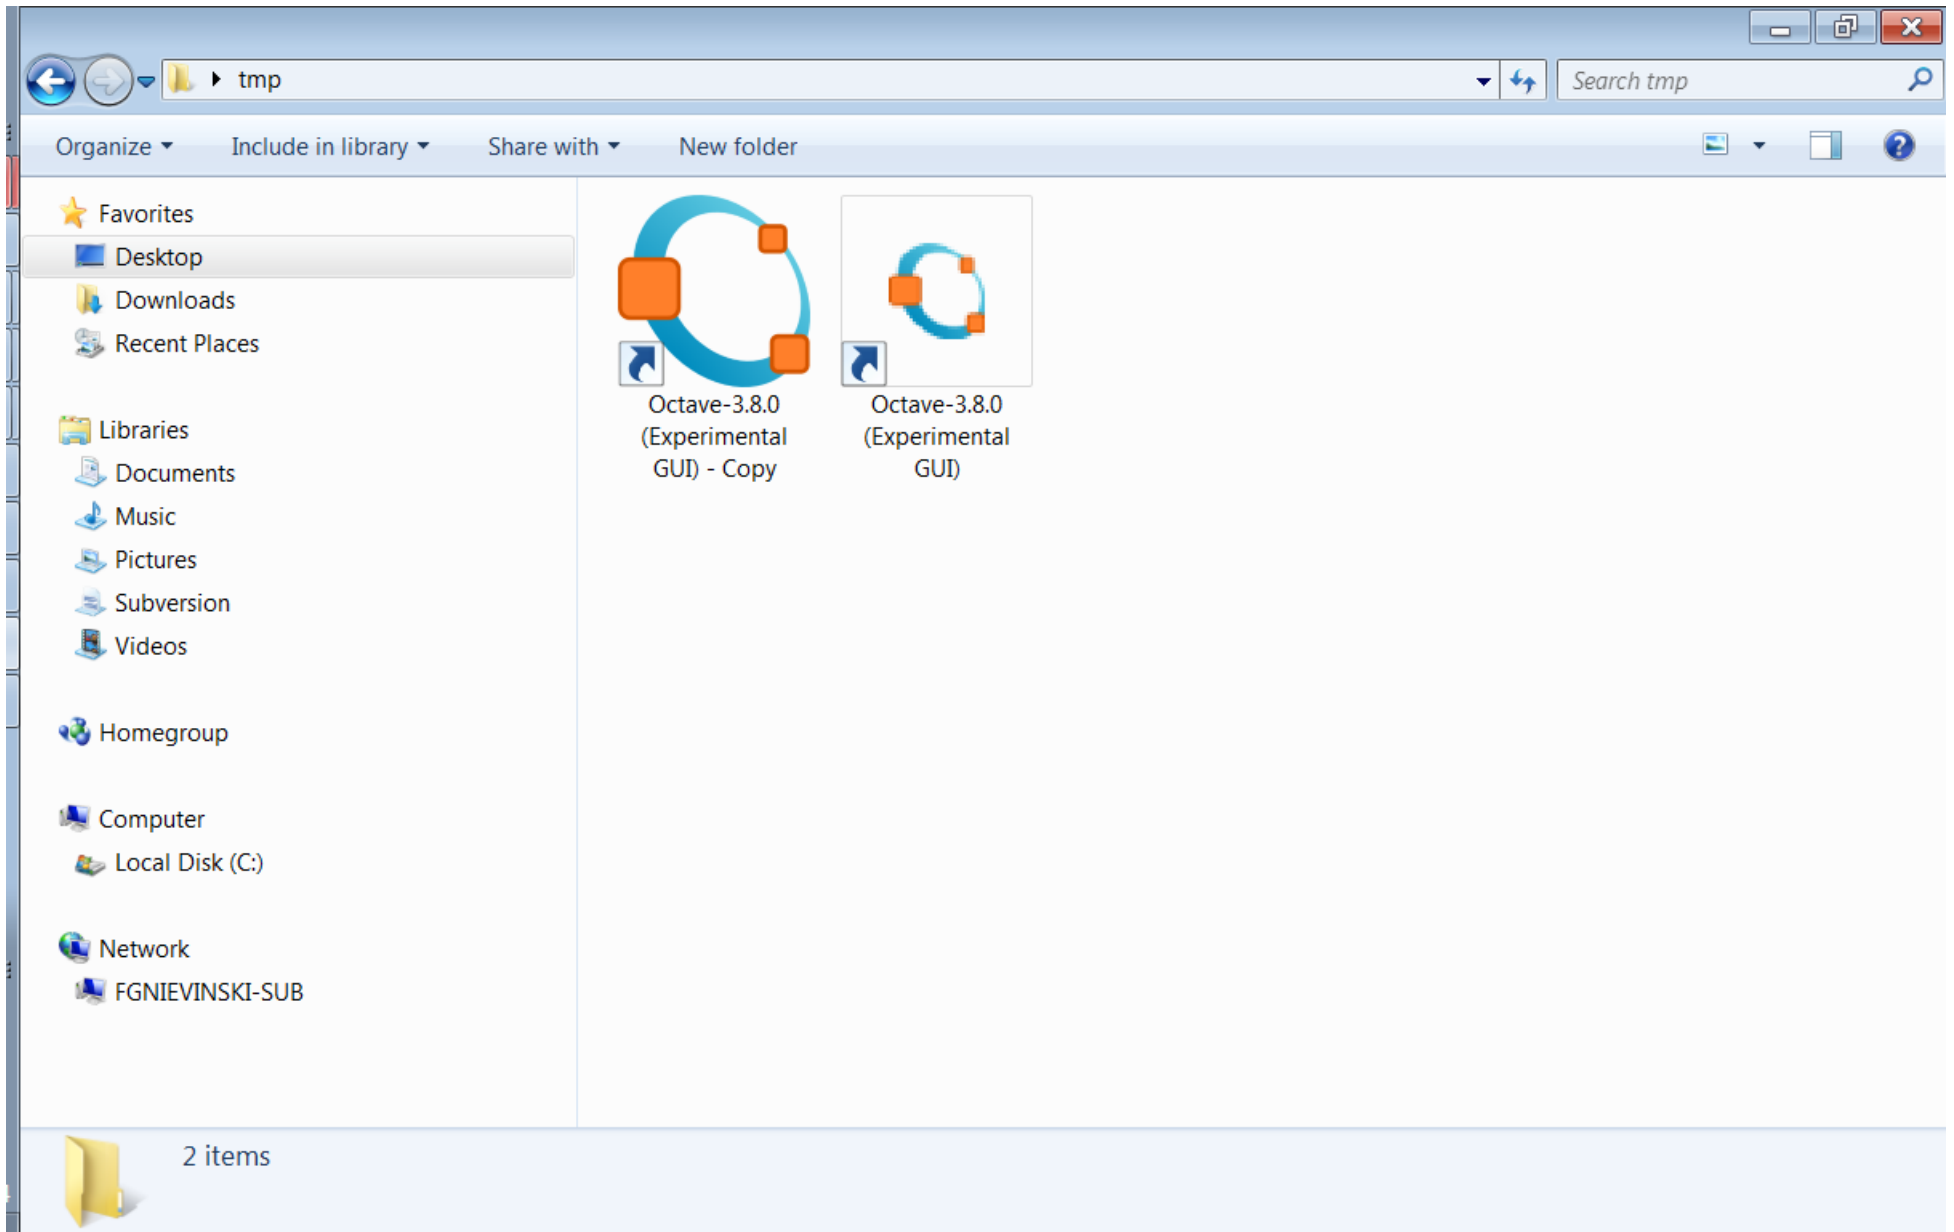 tmp
Search tmp
Organize
Include in library
Share with
New folder
Favorites
Desktop
Downloads
Recent Places
Libraries
Documents
Music
Pictures
Subversion
Videos
Homegroup
Computer
Local Disk (C:)
Network
FGNIEVINSKI-SUB
Octave-3.8.0
(Experimental
GUI) - Copy
Octave-3.8.0
(Experimental
GUI)
2 items